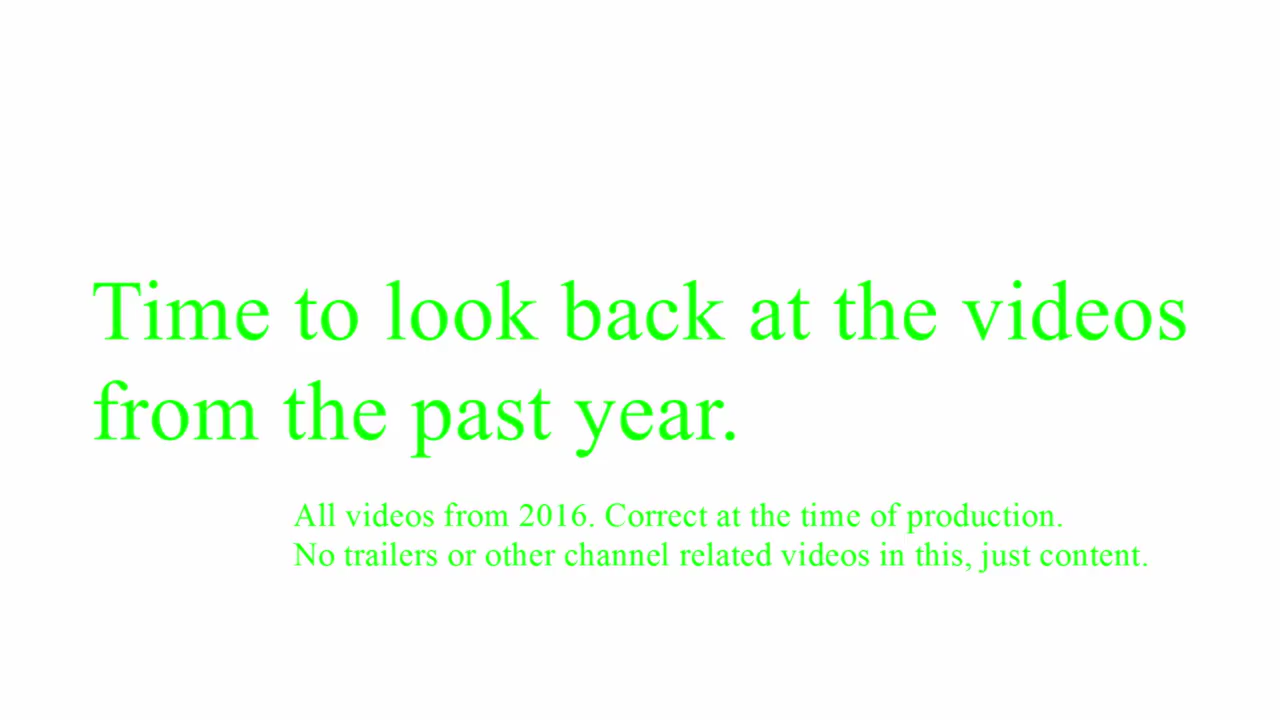 Time to look back at the videos
from the past year.
All videos from 2016. Correct at the time of production.
No trailers or other channel related videos in this, just content.